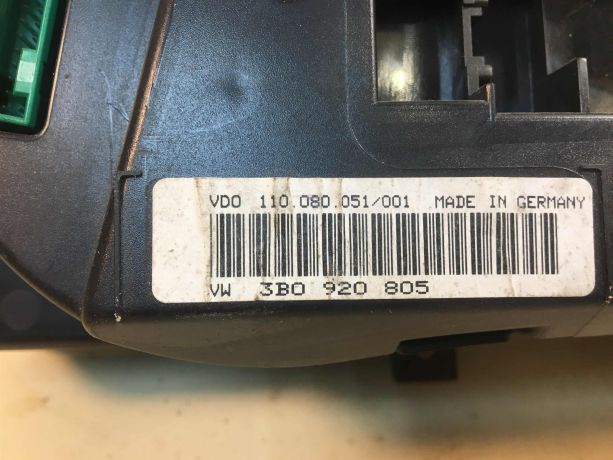 VDO 110.080.051/001 MADE IN GERMANY
VW 3B0 920 805